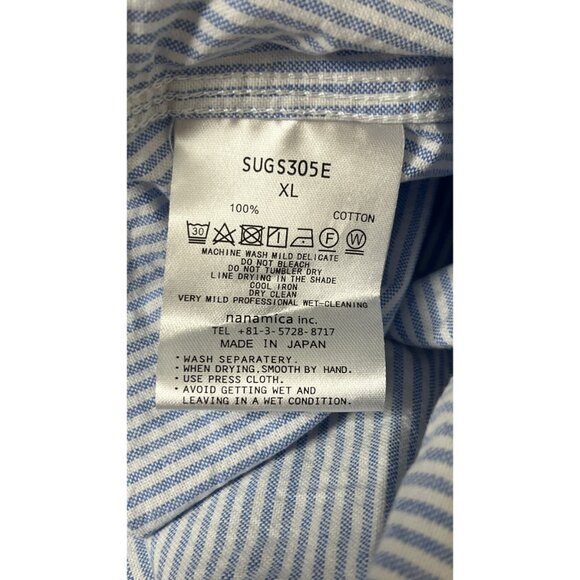 SUGS305E
XL
100% COTTON
30 F W
MACHINE WASH MILD DELICATE
DO NOT BLEACH
DO NOT TUMBLER DRY
LINE DRYING IN THE SHADE
COOL IRON
DRY CLEAN
VERY MILD PROFESSIONAL WET-CLEANING
nanamica inc.
TEL +81-3-5728-8717
MADE IN JAPAN
・WASH SEPARATERY.
・WHEN DRYING.SMOOTH BY HAND.
・USE PRESS CLOTH.
・AVOID GETTING WET AND
LEAVING IN A WET CONDITION.